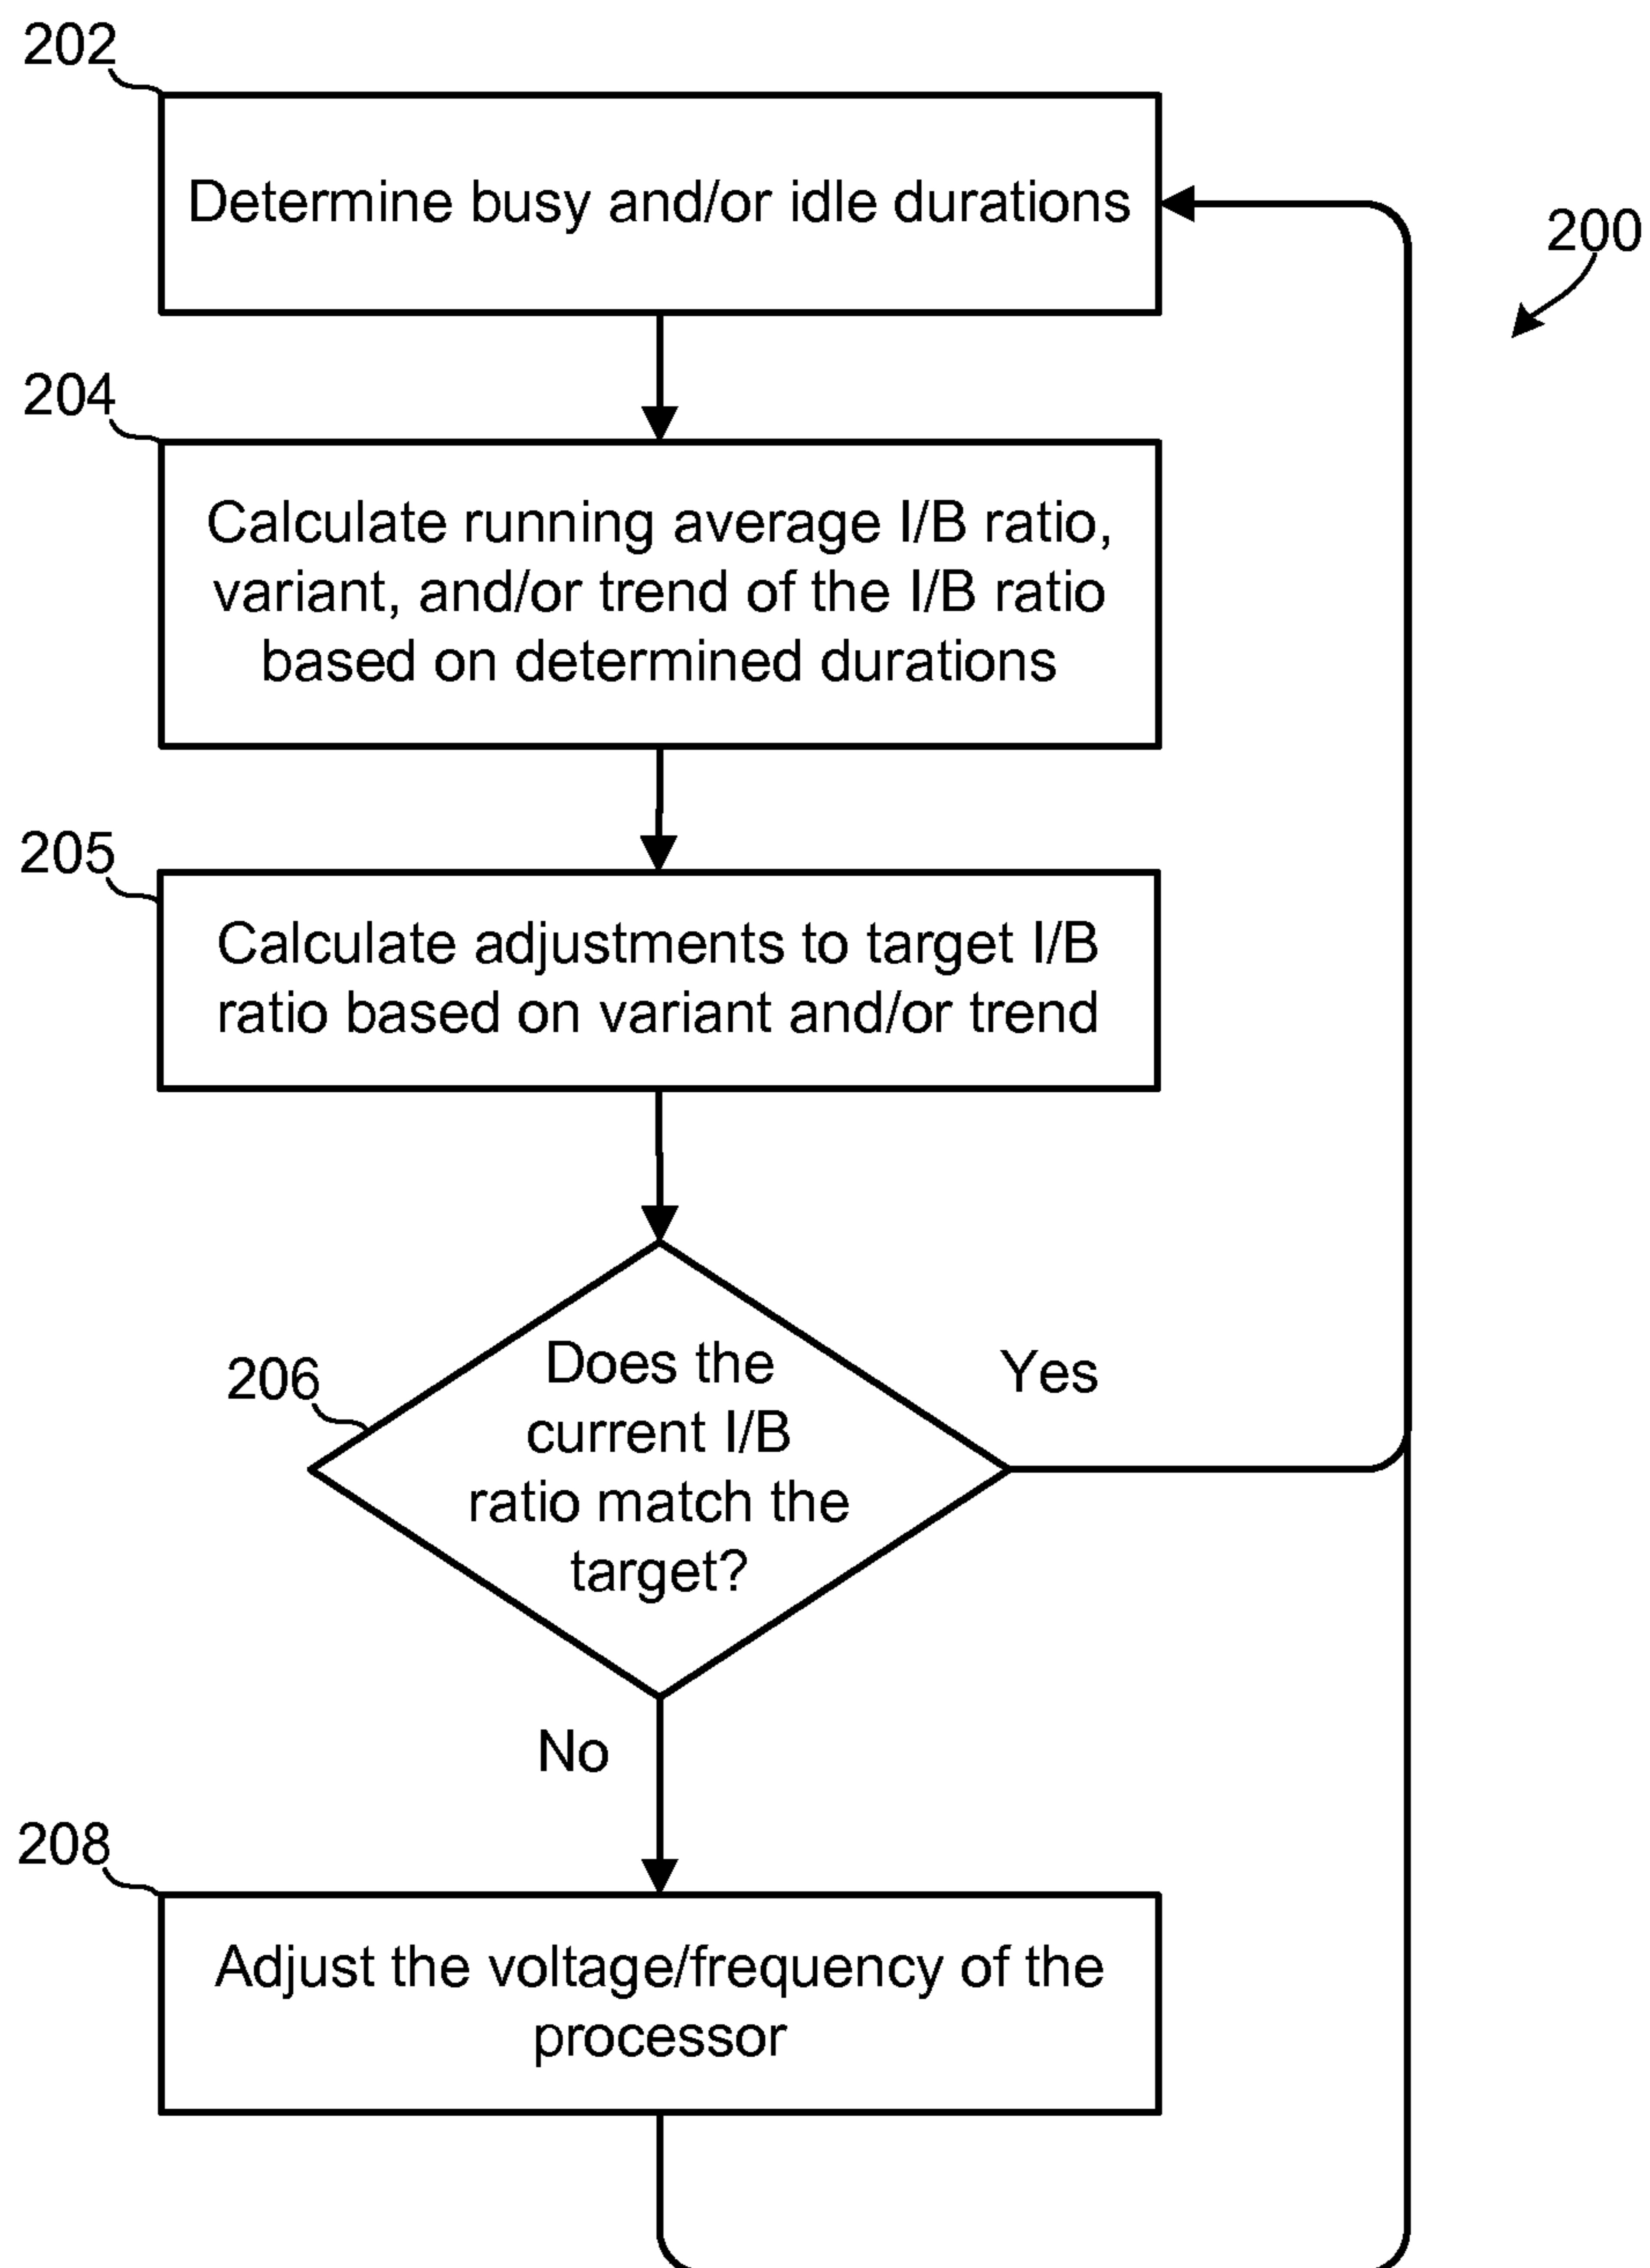 202
Determine busy and/or idle durations
200
204
Calculate running average I/B ratio,
variant, and/or trend of the I/B ratio
based on determined durations
205
Calculate adjustments to target I/B
ratio based on variant and/or trend
206
Does the
current I/B
ratio match the
target?
Yes
No
208
Adjust the voltage/frequency of the
processor